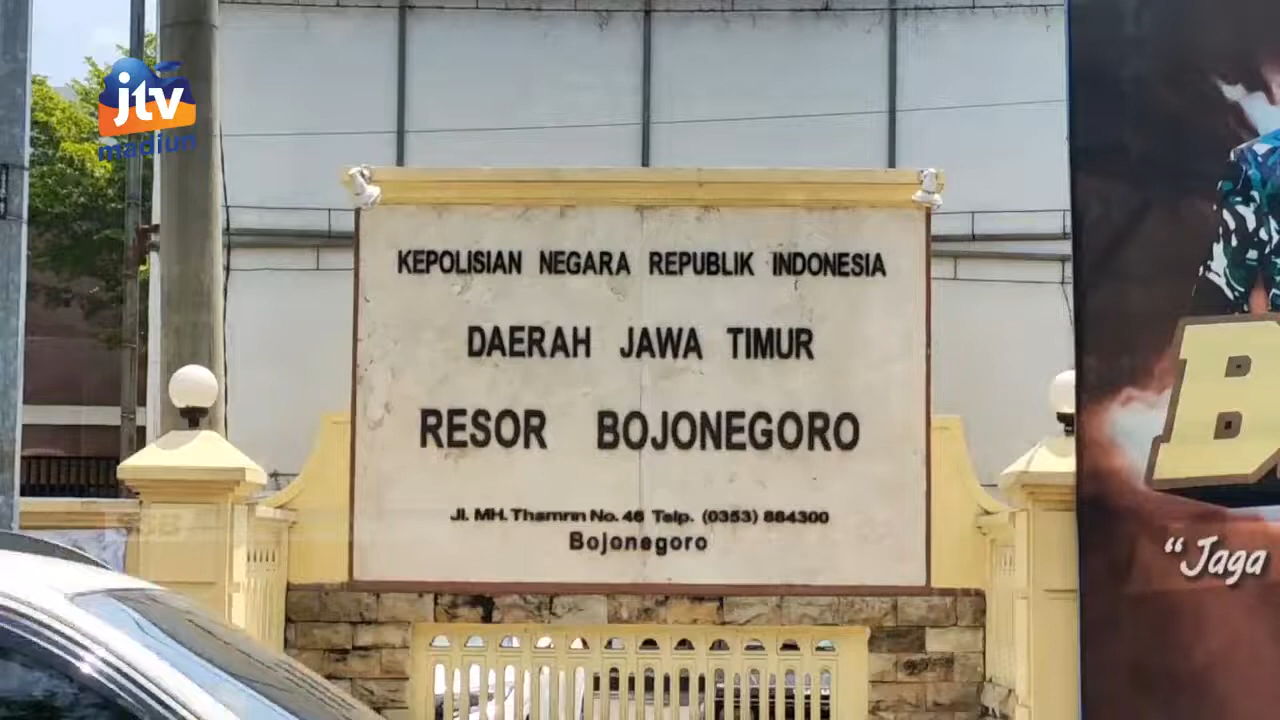 jtv
madiun
KEPOLISIAN NEGARA REPUBLIK INDONESIA
DAERAH JAWA TIMUR
RESOR BOJONEGORO
Jl. MH. Thamrin No. 46 Telp. (0353) 884300
Bojonegoro
"Jaga